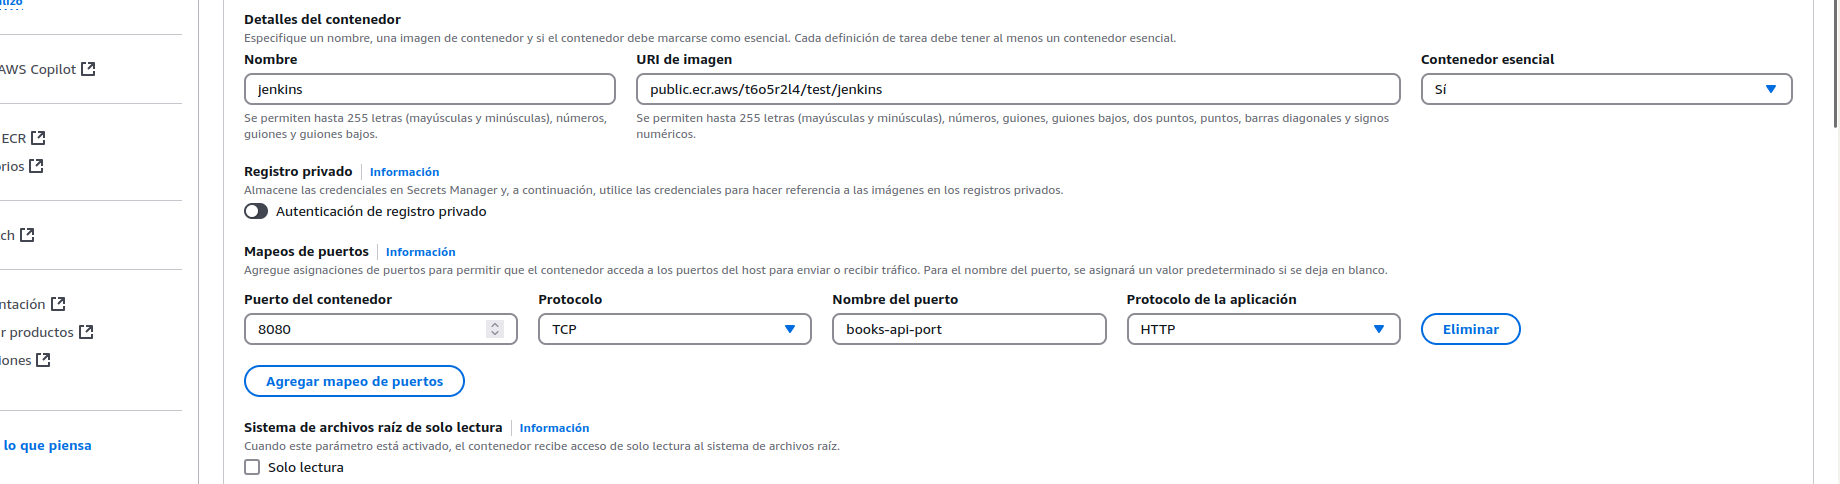 AWS Copilot
ECR
ch
r productos
lo que piensa
Detalles del contenedor
Especifique un nombre, una imagen de contenedor y si el contenedor debe marcarse como esencial. Cada definición de tarea debe tener al menos un contenedor esencial.
Nombre URI de imagen Contenedor esencial
jenkins public.ecr.aws/t6o5r2l4/test/jenkins Sí
Se permiten hasta 255 letras (mayúsculas y minúsculas), números, Se permiten hasta 255 letras (mayúsculas y minúsculas), números, guiones, guiones bajos, dos puntos, puntos, barras diagonales y signos
guiones y guiones bajos. numéricos.
Registro privado Información
Almacene las credenciales en Secrets Manager y, a continuación, utilice las credenciales para hacer referencia a las imágenes en los registros privados.
Autenticación de registro privado
Mapeos de puertos Información
Agregue asignaciones de puertos para permitir que el contenedor acceda a los puertos del host para enviar o recibir tráfico. Para el nombre del puerto, se asignará un valor predeterminado si se deja en blanco.
Puerto del contenedor Protocolo Nombre del puerto Protocolo de la aplicación
8080 TCP books-api-port HTTP Eliminar
Agregar mapeo de puertos
Sistema de archivos raíz de solo lectura Información
Cuando este parámetro está activado, el contenedor recibe acceso de solo lectura al sistema de archivos raíz.
Solo lectura